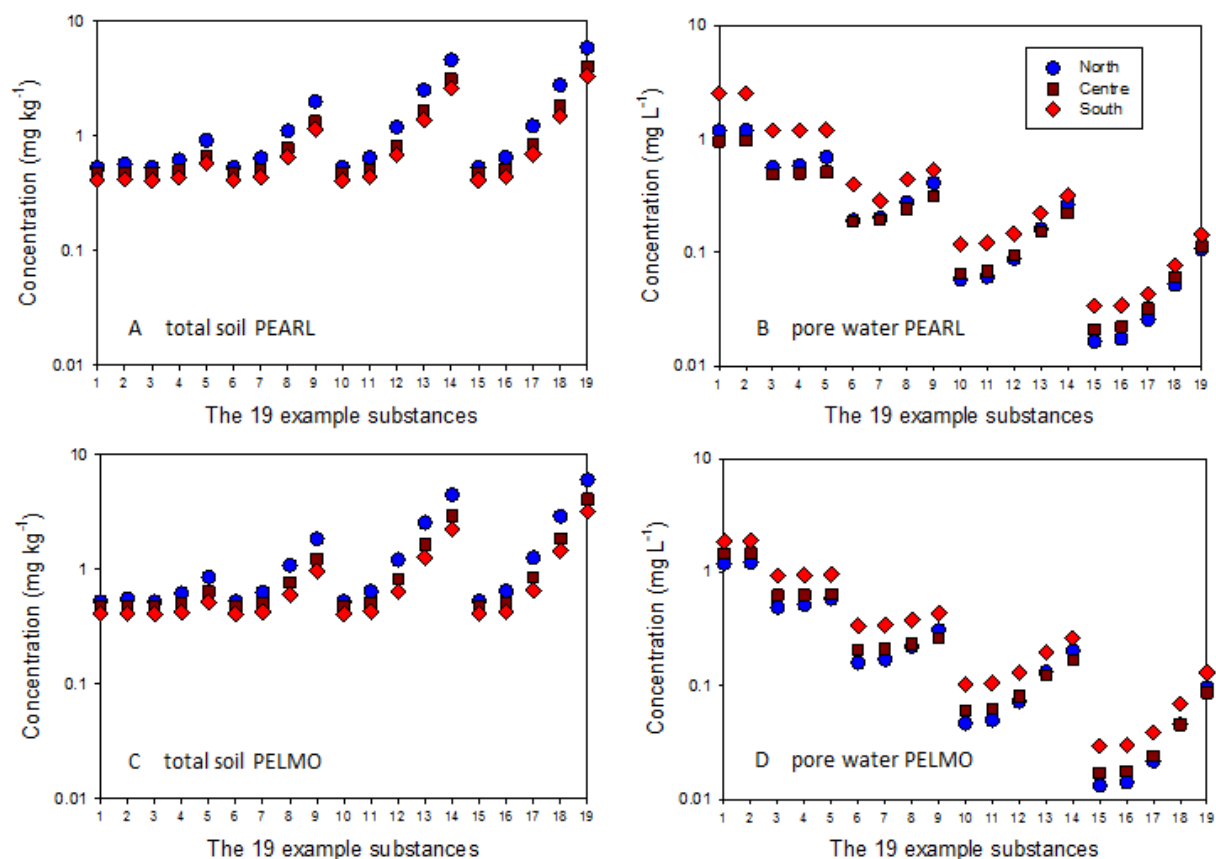 10
1
0.1
0.01
Concentration (mg kg⁻¹)
A total soil PEARL
1 2 3 4 5 6 7 8 9 10 11 12 13 14 15 16 17 18 19
The 19 example substances
10
1
0.1
0.01
Concentration (mg L⁻¹)
North
Centre
South
B pore water PEARL
1 2 3 4 5 6 7 8 9 10 11 12 13 14 15 16 17 18 19
The 19 example substances
10
1
0.1
0.01
Concentration (mg kg⁻¹)
C total soil PELMO
1 2 3 4 5 6 7 8 9 10 11 12 13 14 15 16 17 18 19
The 19 example substances
10
1
0.1
0.01
Concentration (mg L⁻¹)
D pore water PELMO
1 2 3 4 5 6 7 8 9 10 11 12 13 14 15 16 17 18 19
The 19 example substances